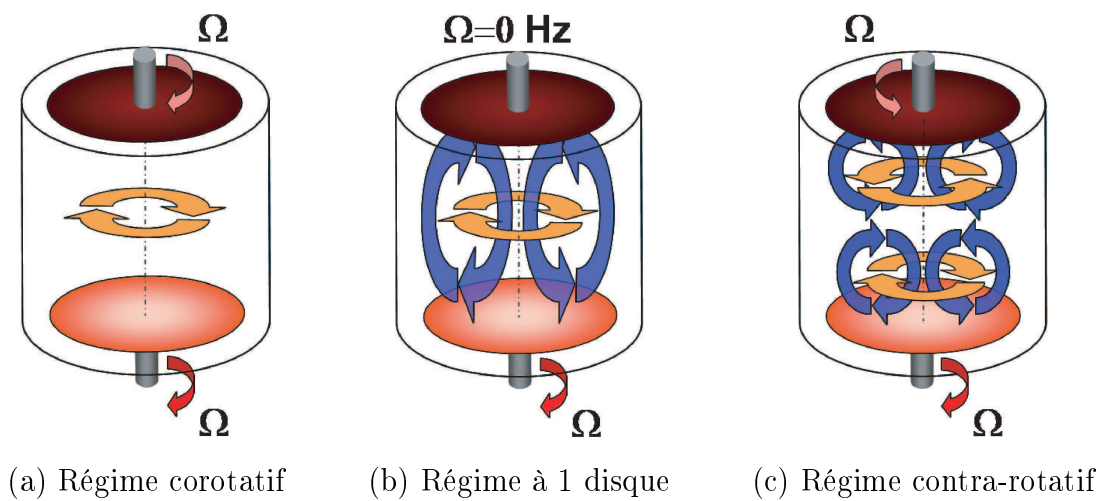 Ω
Ω=0 Hz
Ω
Ω
Ω
Ω
(a) Régime corotatif
(b) Régime à 1 disque
(c) Régime contra-rotatif